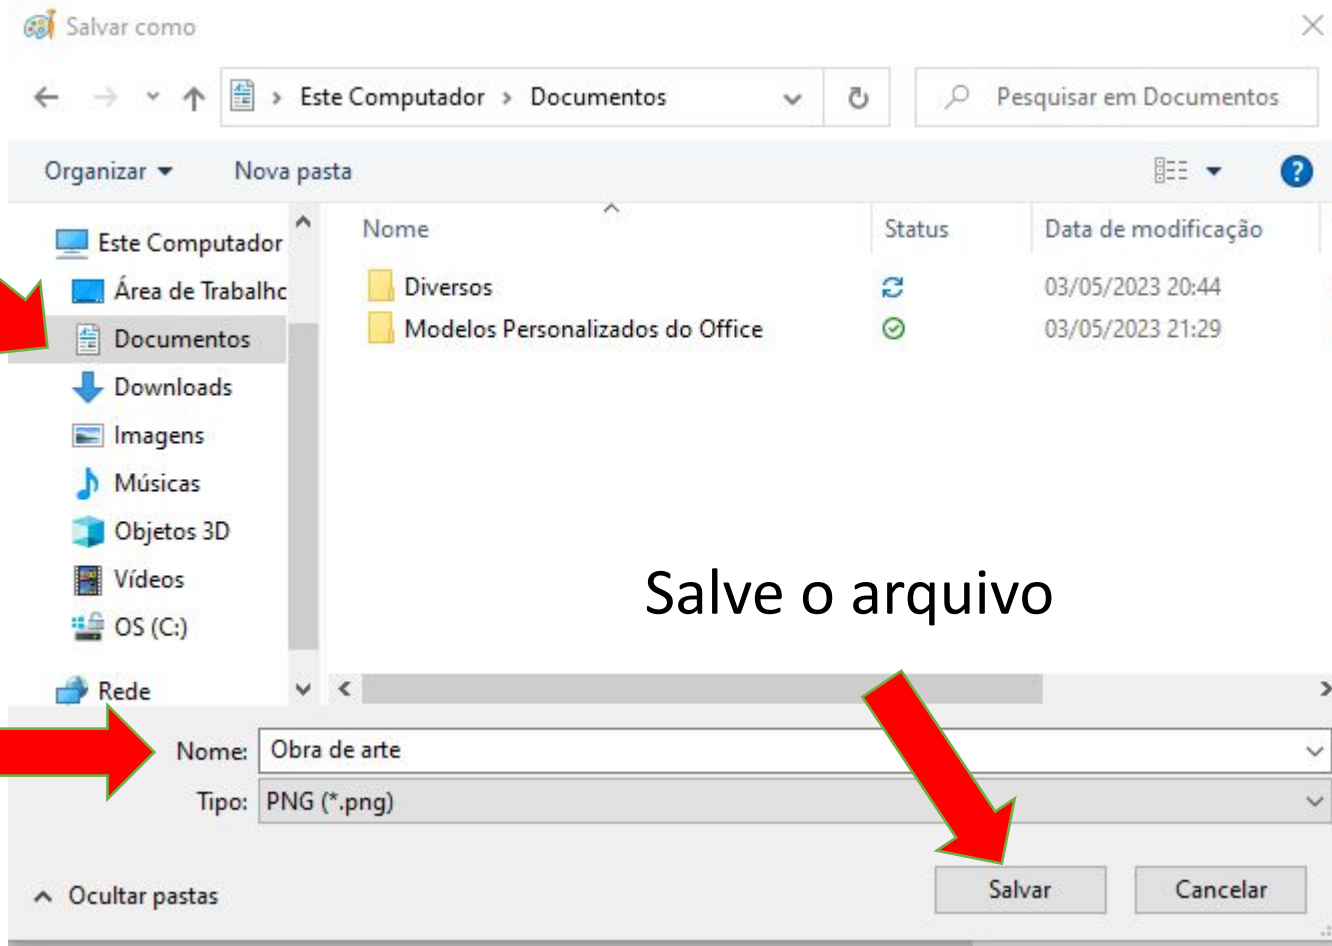 Salvar como
Este Computador > Documentos
Pesquisar em Documentos
Organizar
Nova pasta
Este Computador
Área de Trabalho
Documentos
Downloads
Imagens
Músicas
Objetos 3D
Vídeos
OS (C:)
Rede
Nome Status Data de modificação
Diversos 03/05/2023 20:44
Modelos Personalizados do Office 03/05/2023 21:29
Salve o arquivo
Nome: Obra de arte
Tipo: PNG (*.png)
Ocultar pastas
Salvar
Cancelar